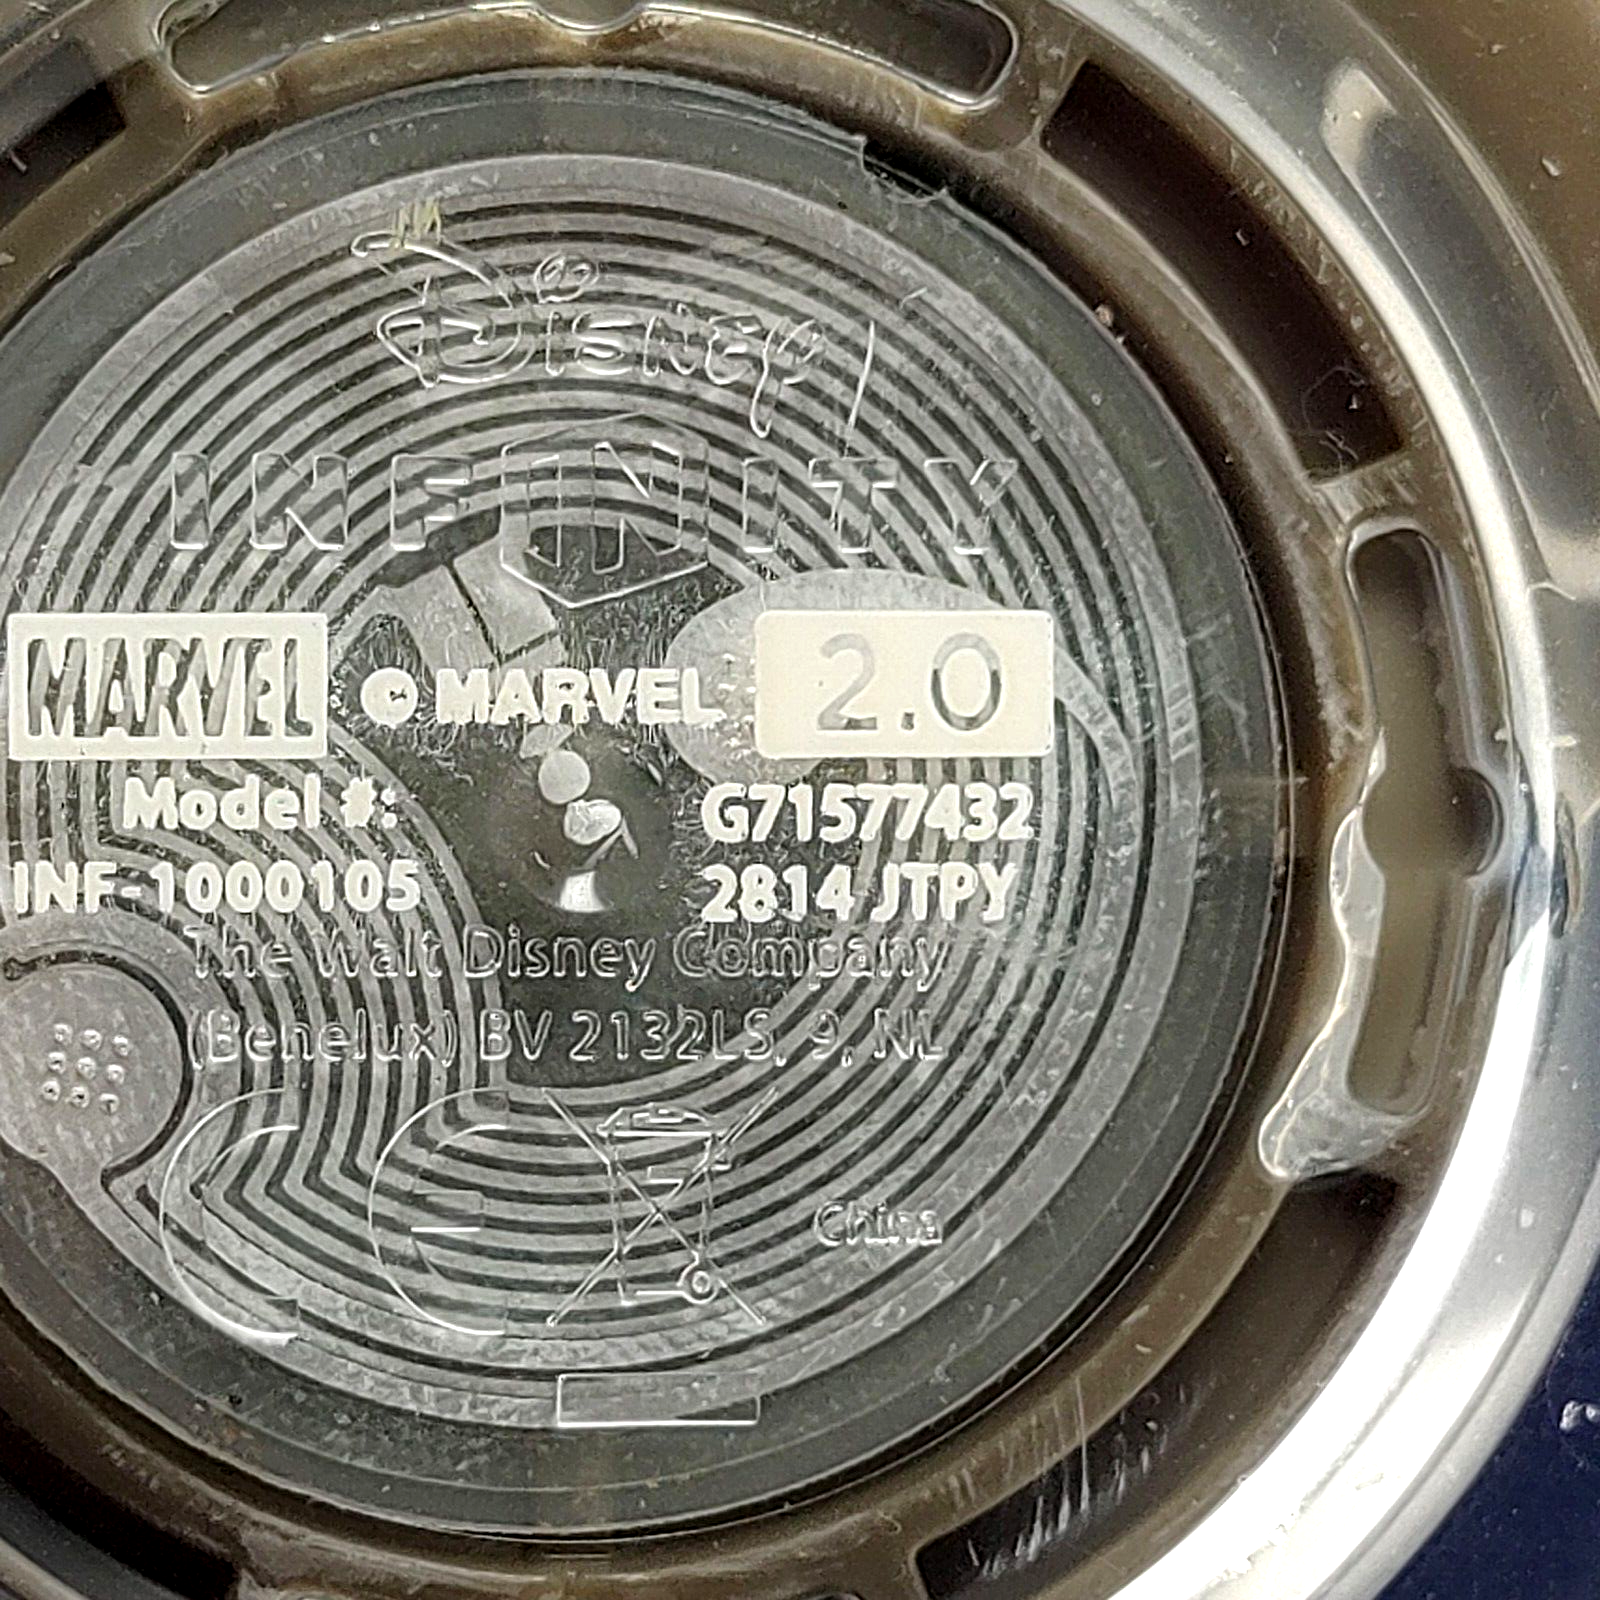 Disney
INFINITY
MARVEL © MARVEL 2.0
Model #: G71577432
INF-1000105 2814 JTPY
The Walt Disney Company
(Benelux) BV 2132LS, 9, NL
CE China